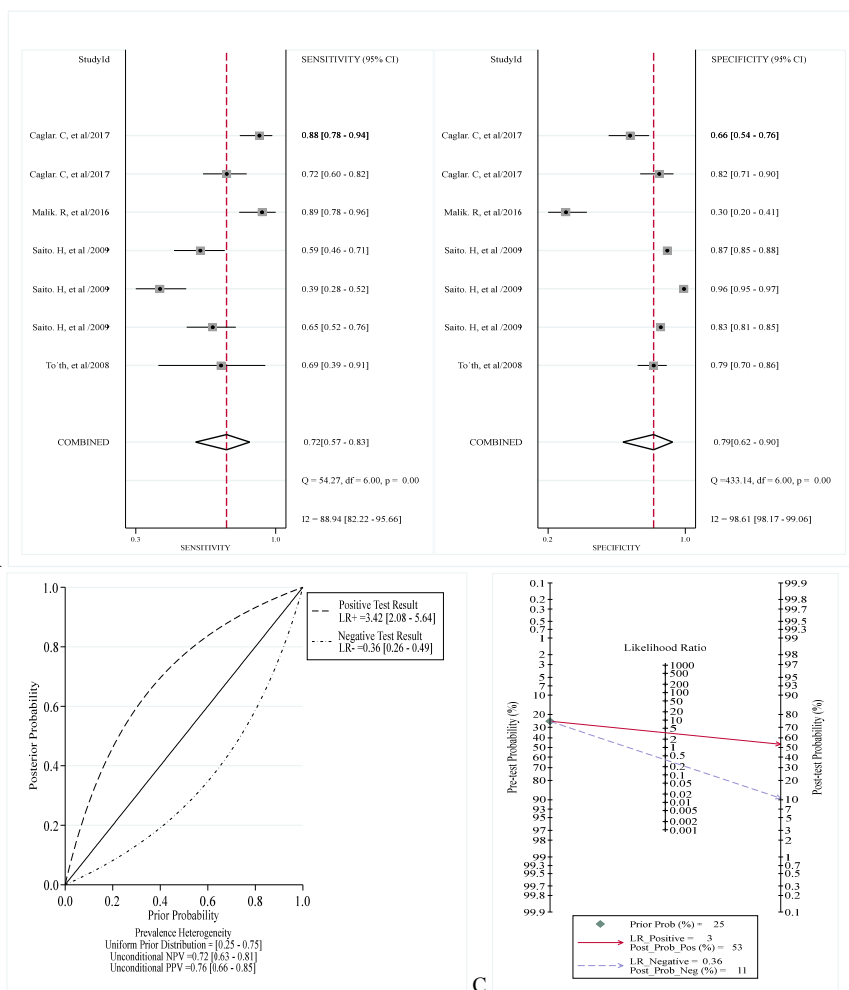 StudyId SENSITIVITY (95% CI)
Caglar. C, et al/2017 0.88 [0.78 - 0.94]
Caglar. C, et al/2017 0.72 [0.60 - 0.82]
Malik. R, et al/2016 0.89 [0.78 - 0.96]
Saito. H, et al /2009 0.59 [0.46 - 0.71]
Saito. H, et al /2009 0.39 [0.28 - 0.52]
Saito. H, et al /2009 0.65 [0.52 - 0.76]
To´th, et al/2008 0.69 [0.39 - 0.91]
COMBINED 0.72[0.57 - 0.83]
Q = 54.27, df = 6.00, p = 0.00
I2 = 88.94 [82.22 - 95.66]
0.3 1.0
SENSITIVITY
StudyId SPECIFICITY (95% CI)
Caglar. C, et al/2017 0.66 [0.54 - 0.76]
Caglar. C, et al/2017 0.82 [0.71 - 0.90]
Malik. R, et al/2016 0.30 [0.20 - 0.41]
Saito. H, et al /2009 0.87 [0.85 - 0.88]
Saito. H, et al /2009 0.96 [0.95 - 0.97]
Saito. H, et al /2009 0.83 [0.81 - 0.85]
To´th, et al/2008 0.79 [0.70 - 0.86]
COMBINED 0.79[0.62 - 0.90]
Q =433.14, df = 6.00, p = 0.00
I2 = 98.61 [98.17 - 99.06]
0.2 1.0
SPECIFICITY
1.0
0.8
0.6
0.4
0.2
0.0
Posterior Probability
0.0 0.2 0.4 0.6 0.8 1.0
Prior Probability
Positive Test Result
LR+ =3.42 [2.08 - 5.64]
Negative Test Result
LR- =0.36 [0.26 - 0.49]
Prevalence Heterogeneity
Uniform Prior Distribution = [0.25 - 0.75]
Unconditional NPV =0.72 [0.63 - 0.81]
Unconditional PPV =0.76 [0.66 - 0.85]
C
Pre-test Probability (%)
0.1
0.2
0.3
0.5
0.7
1
2
3
5
7
10
20
30
40
50
60
70
80
90
93
95
97
98
99
99.3
99.5
99.7
99.8
99.9
Likelihood Ratio
1000
500
200
100
50
20
10
5
2
1
0.5
0.2
0.1
0.05
0.02
0.01
0.005
0.002
0.001
99.9
99.8
99.7
99.5
99.3
99
98
97
95
93
90
80
70
60
50
40
30
20
10
7
5
3
2
1
0.7
0.5
0.3
0.2
0.1
Post-test Probability (%)
Prior Prob (%) = 25
LR_Positive = 3
Post_Prob_Pos (%) = 53
LR_Negative = 0.36
Post_Prob_Neg (%) = 11